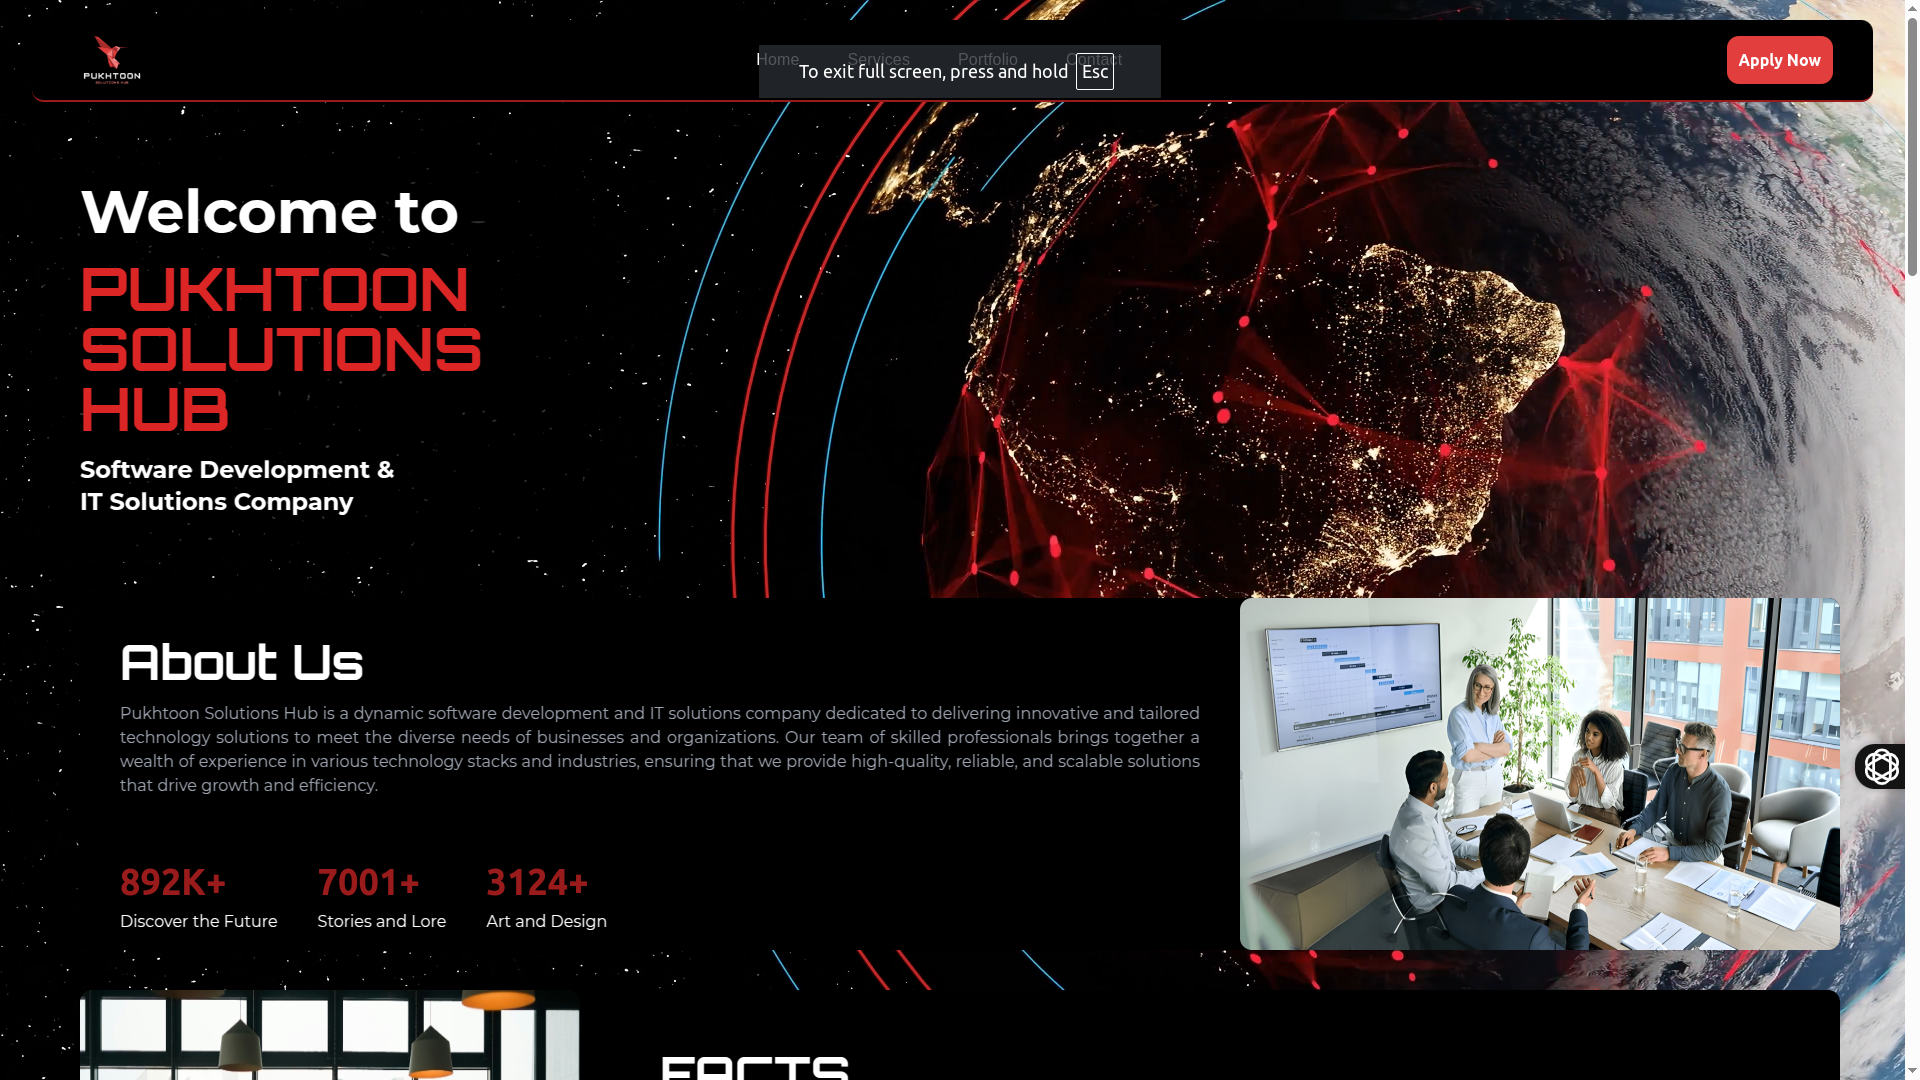 PUKHTOON
SOLUTIONS HUB
Home
Services
Portfolio
Contact
To exit full screen, press and hold Esc
Apply Now
Welcome to
PUKHTOON
SOLUTIONS
HUB
Software Development &
IT Solutions Company
About Us
Pukhtoon Solutions Hub is a dynamic software development and IT solutions company dedicated to delivering innovative and tailored
technology solutions to meet the diverse needs of businesses and organizations. Our team of skilled professionals brings together a
wealth of experience in various technology stacks and industries, ensuring that we provide high-quality, reliable, and scalable solutions
that drive growth and efficiency.
892K+
Discover the Future
7001+
Stories and Lore
3124+
Art and Design
FACTS